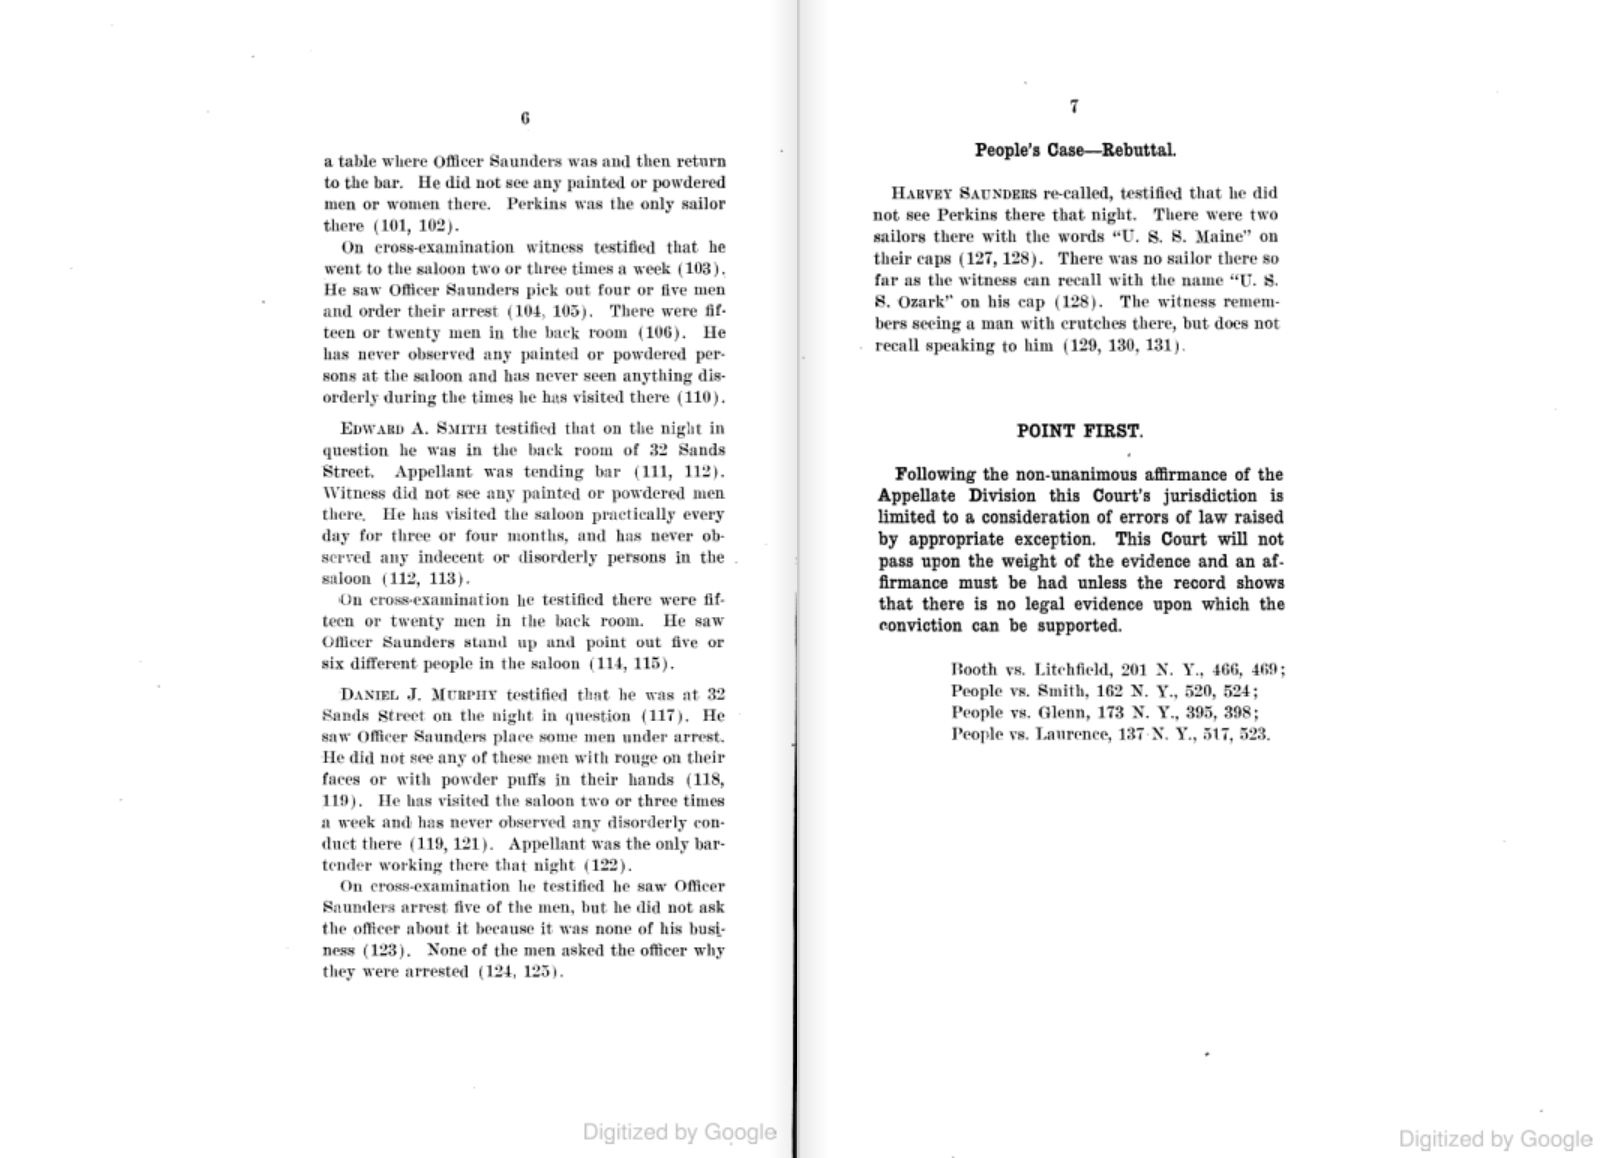 6
a table where Officer Saunders was and then return
to the bar. He did not see any painted or powdered
men or women there. Perkins was the only sailor
there (101, 102).
On cross-examination witness testified that he
went to the saloon two or three times a week (103).
He saw Officer Saunders pick out four or five men
and order their arrest (104, 105). There were fif-
teen or twenty men in the back room (106). He
has never observed any painted or powdered per-
sons at the saloon and has never seen anything dis-
orderly during the times he has visited there (110).
EDWARD A. SMITH testified that on the night in
question he was in the back room of 32 Sands
Street. Appellant was tending bar (111, 112).
Witness did not see any painted or powdered men
there. He has visited the saloon practically every
day for three or four months, and has never ob-
served any indecent or disorderly persons in the
saloon (112, 113).
On cross-examination he testified there were fif-
teen or twenty men in the back room. He saw
Officer Saunders stand up and point out five or
six different people in the saloon (114, 115).
DANIEL J. MURPHY testified that he was at 32
Sands Street on the night in question (117). He
saw Officer Saunders place some men under arrest.
He did not see any of these men with rouge on their
faces or with powder puffs in their hands (118,
119). He has visited the saloon two or three times
a week and has never observed any disorderly con-
duct there (119, 121). Appellant was the only bar-
tender working there that night (122).
On cross-examination he testified he saw Officer
Saunders arrest five of the men, but he did not ask
the officer about it because it was none of his busi-
ness (123). None of the men asked the officer why
they were arrested (124, 125).
Digitized by Google
7
People's Case—Rebuttal.
HARVEY SAUNDERS re-called, testified that he did
not see Perkins there that night. There were two
sailors there with the words "U. S. S. Maine" on
their caps (127, 128). There was no sailor there so
far as the witness can recall with the name "U. S.
S. Ozark" on his cap (128). The witness remem-
bers seeing a man with crutches there, but does not
recall speaking to him (129, 130, 131).
POINT FIRST.
Following the non-unanimous affirmance of the
Appellate Division this Court's jurisdiction is
limited to a consideration of errors of law raised
by appropriate exception. This Court will not
pass upon the weight of the evidence and an af-
firmance must be had unless the record shows
that there is no legal evidence upon which the
conviction can be supported.
Booth vs. Litchfield, 201 N. Y., 466, 469;
People vs. Smith, 162 N. Y., 520, 524;
People vs. Glenn, 173 N. Y., 395, 398;
People vs. Laurence, 137 N. Y., 517, 523.
Digitized by Google